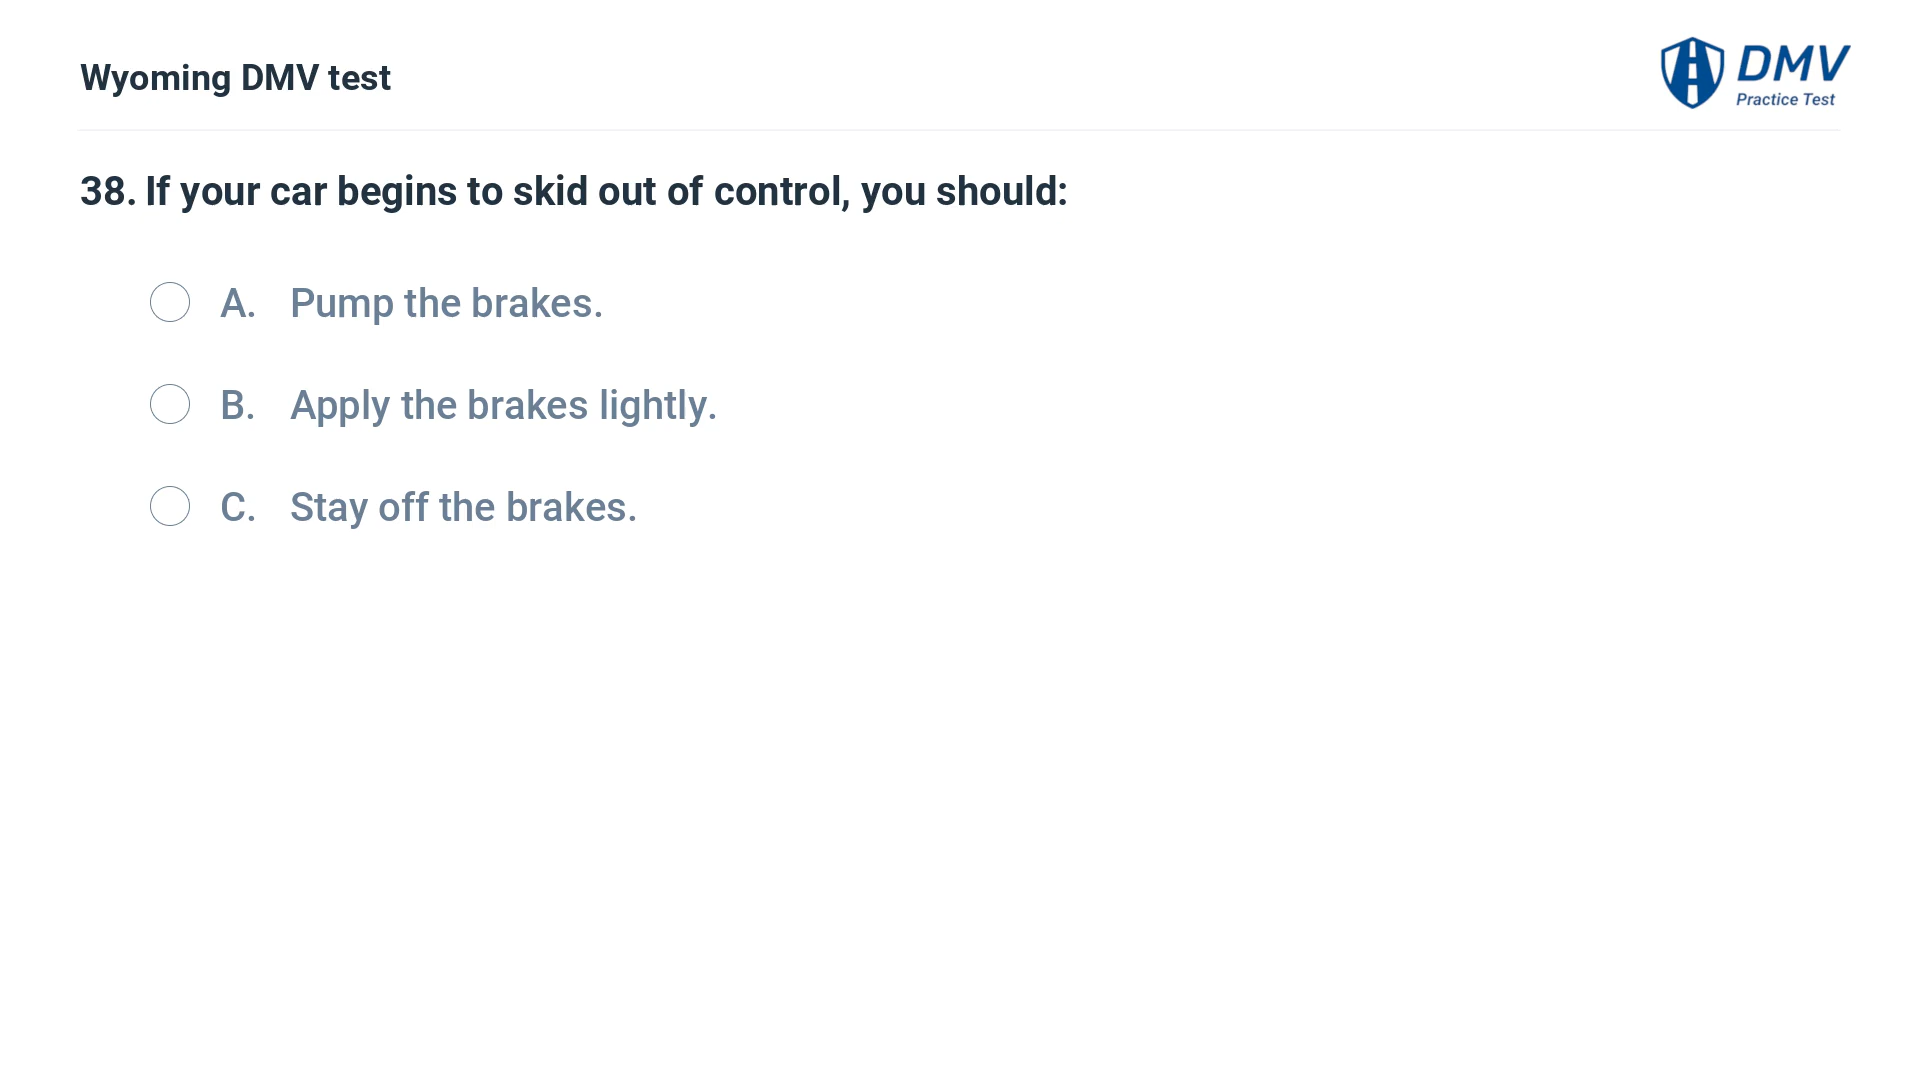 Wyoming DMV test
DMV
Practice Test
38. If your car begins to skid out of control, you should:
A. Pump the brakes.
B. Apply the brakes lightly.
C. Stay off the brakes.